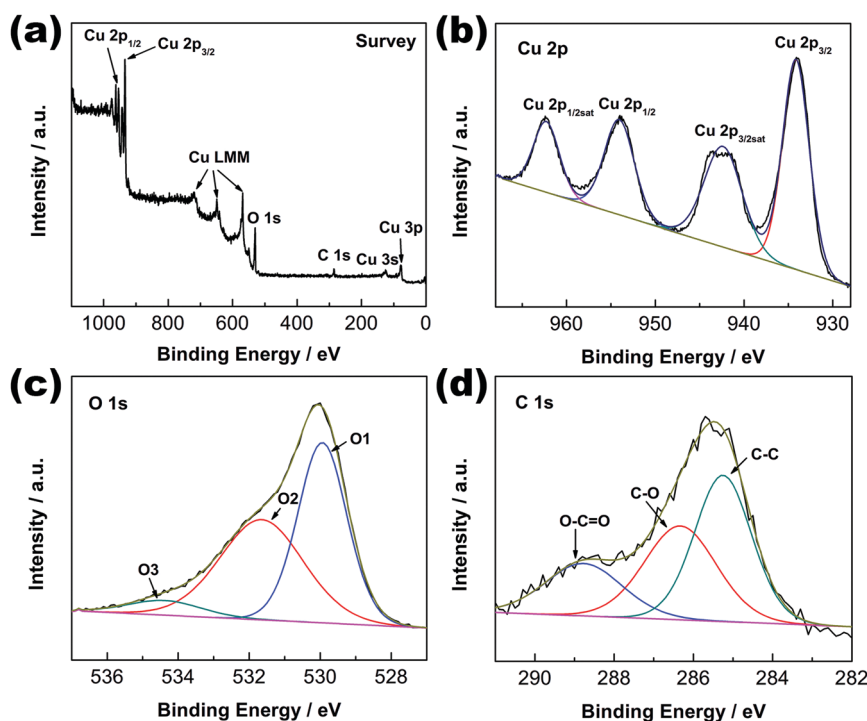 (a)
Survey
Cu 2p1/2
Cu 2p3/2
Cu LMM
O 1s
C 1s
Cu 3s
Cu 3p
Intensity / a.u.
1000 800 600 400 200 0
Binding Energy / eV
(b)
Cu 2p
Cu 2p3/2
Cu 2p1/2sat
Cu 2p1/2
Cu 2p3/2sat
Intensity / a.u.
960 950 940 930
Binding Energy / eV
(c)
O 1s
O1
O2
O3
Intensity / a.u.
536 534 532 530 528
Binding Energy / eV
(d)
C 1s
C-C
C-O
O-C=O
Intensity / a.u.
290 288 286 284 282
Binding Energy / eV